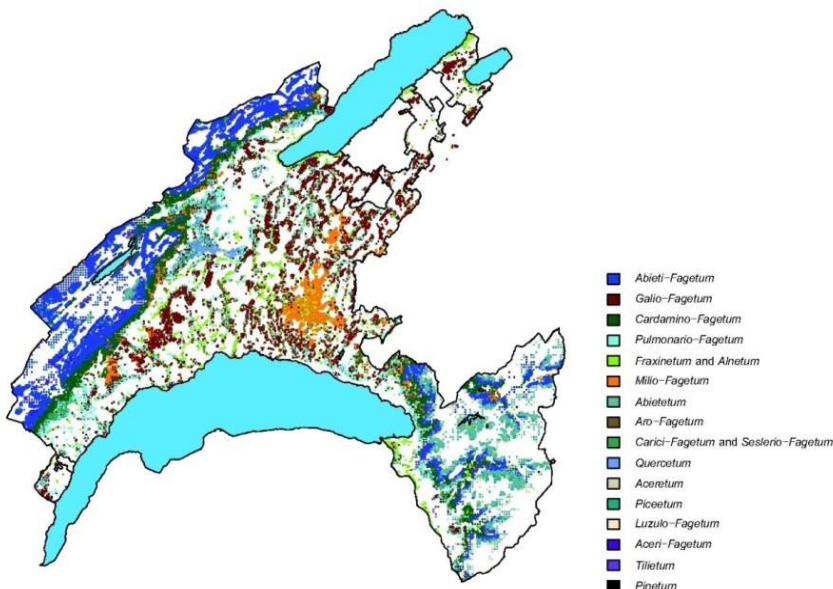 Abieti-Fagetum
Galio-Fagetum
Cardamino-Fagetum
Pulmonario-Fagetum
Fraxinetum and Alnetum
Milio-Fagetum
Abietetum
Aro-Fagetum
Carici-Fagetum and Seslerio-Fagetum
Quercetum
Aceretum
Piceetum
Luzulo-Fagetum
Aceri-Fagetum
Tilietum
Pinetum